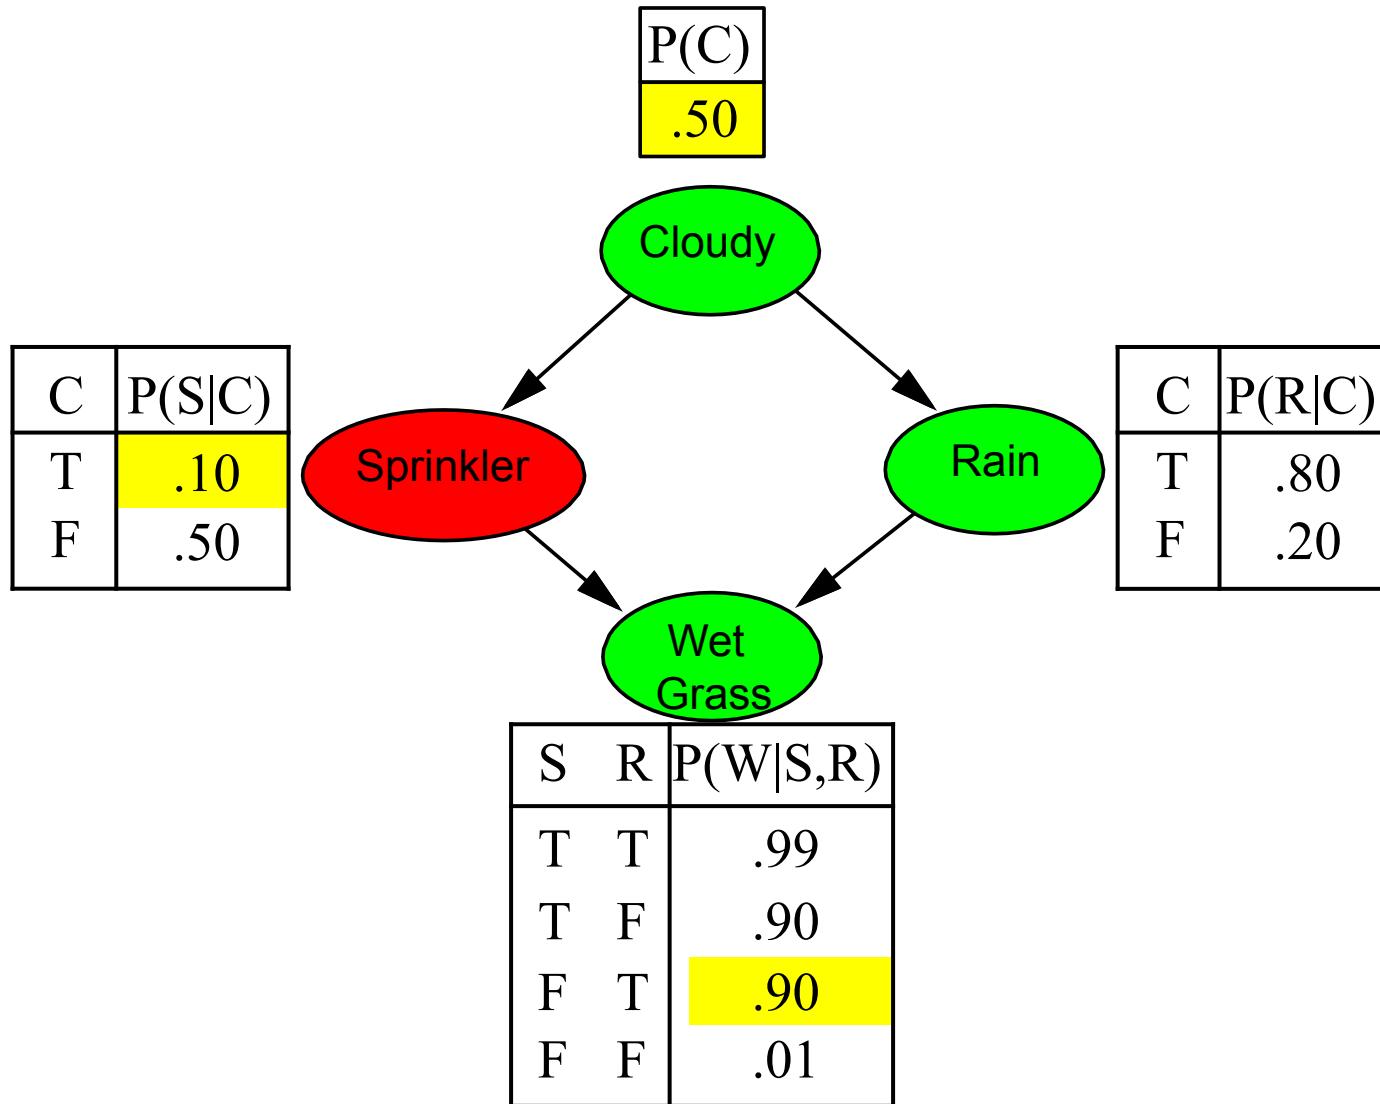 P(C)
.50
Cloudy
C P(S|C)
T .10
F .50
Sprinkler
Rain
C P(R|C)
T .80
F .20
Wet
Grass
S R P(W|S,R)
T T .99
T F .90
F T .90
F F .01